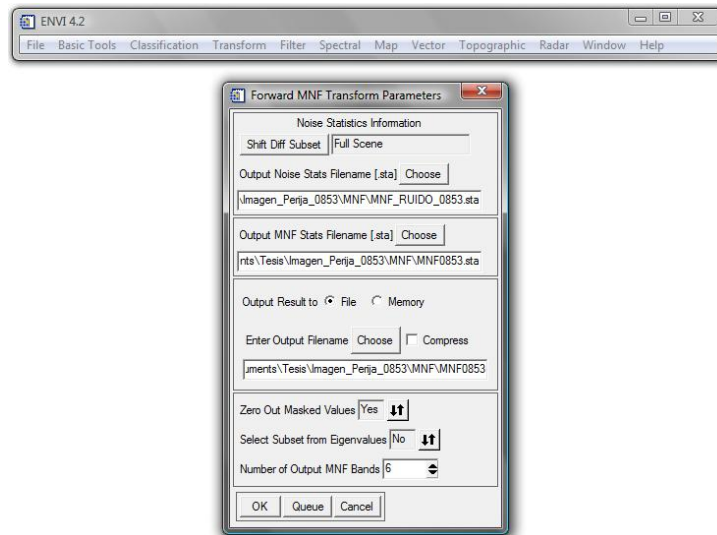 ENVI 4.2
File Basic Tools Classification Transform Filter Spectral Map Vector Topographic Radar Window Help
Forward MNF Transform Parameters
Noise Statistics Information
Shift Diff Subset Full Scene
Output Noise Stats Filename [.sta] Choose
\Imagen_Perija_0853\MNF\MNF_RUIDO_0853.sta
Output MNF Stats Filename [.sta] Choose
nts\Tesis\Imagen_Perija_0853\MNF\MNF0853.sta
Output Result to File Memory
Enter Output Filename Choose Compress
uments\Tesis\Imagen_Perija_0853\MNF\MNF0853
Zero Out Masked Values Yes
Select Subset from Eigenvalues No
Number of Output MNF Bands 6
OK Queue Cancel